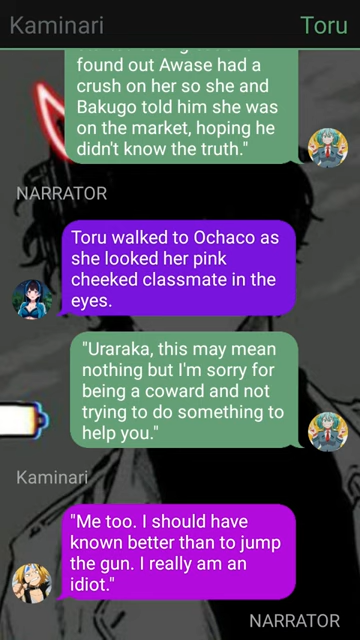 Kaminari
Toru
found out Awase had a
crush on her so she and
Bakugo told him she was
on the market, hoping he
didn't know the truth."
NARRATOR
Toru walked to Ochaco as
she looked her pink
cheeked classmate in the
eyes.
"Uraraka, this may mean
nothing but I'm sorry for
being a coward and not
trying to do something to
help you."
Kaminari
"Me too. I should have
known better than to jump
the gun. I really am an
idiot."
NARRATOR